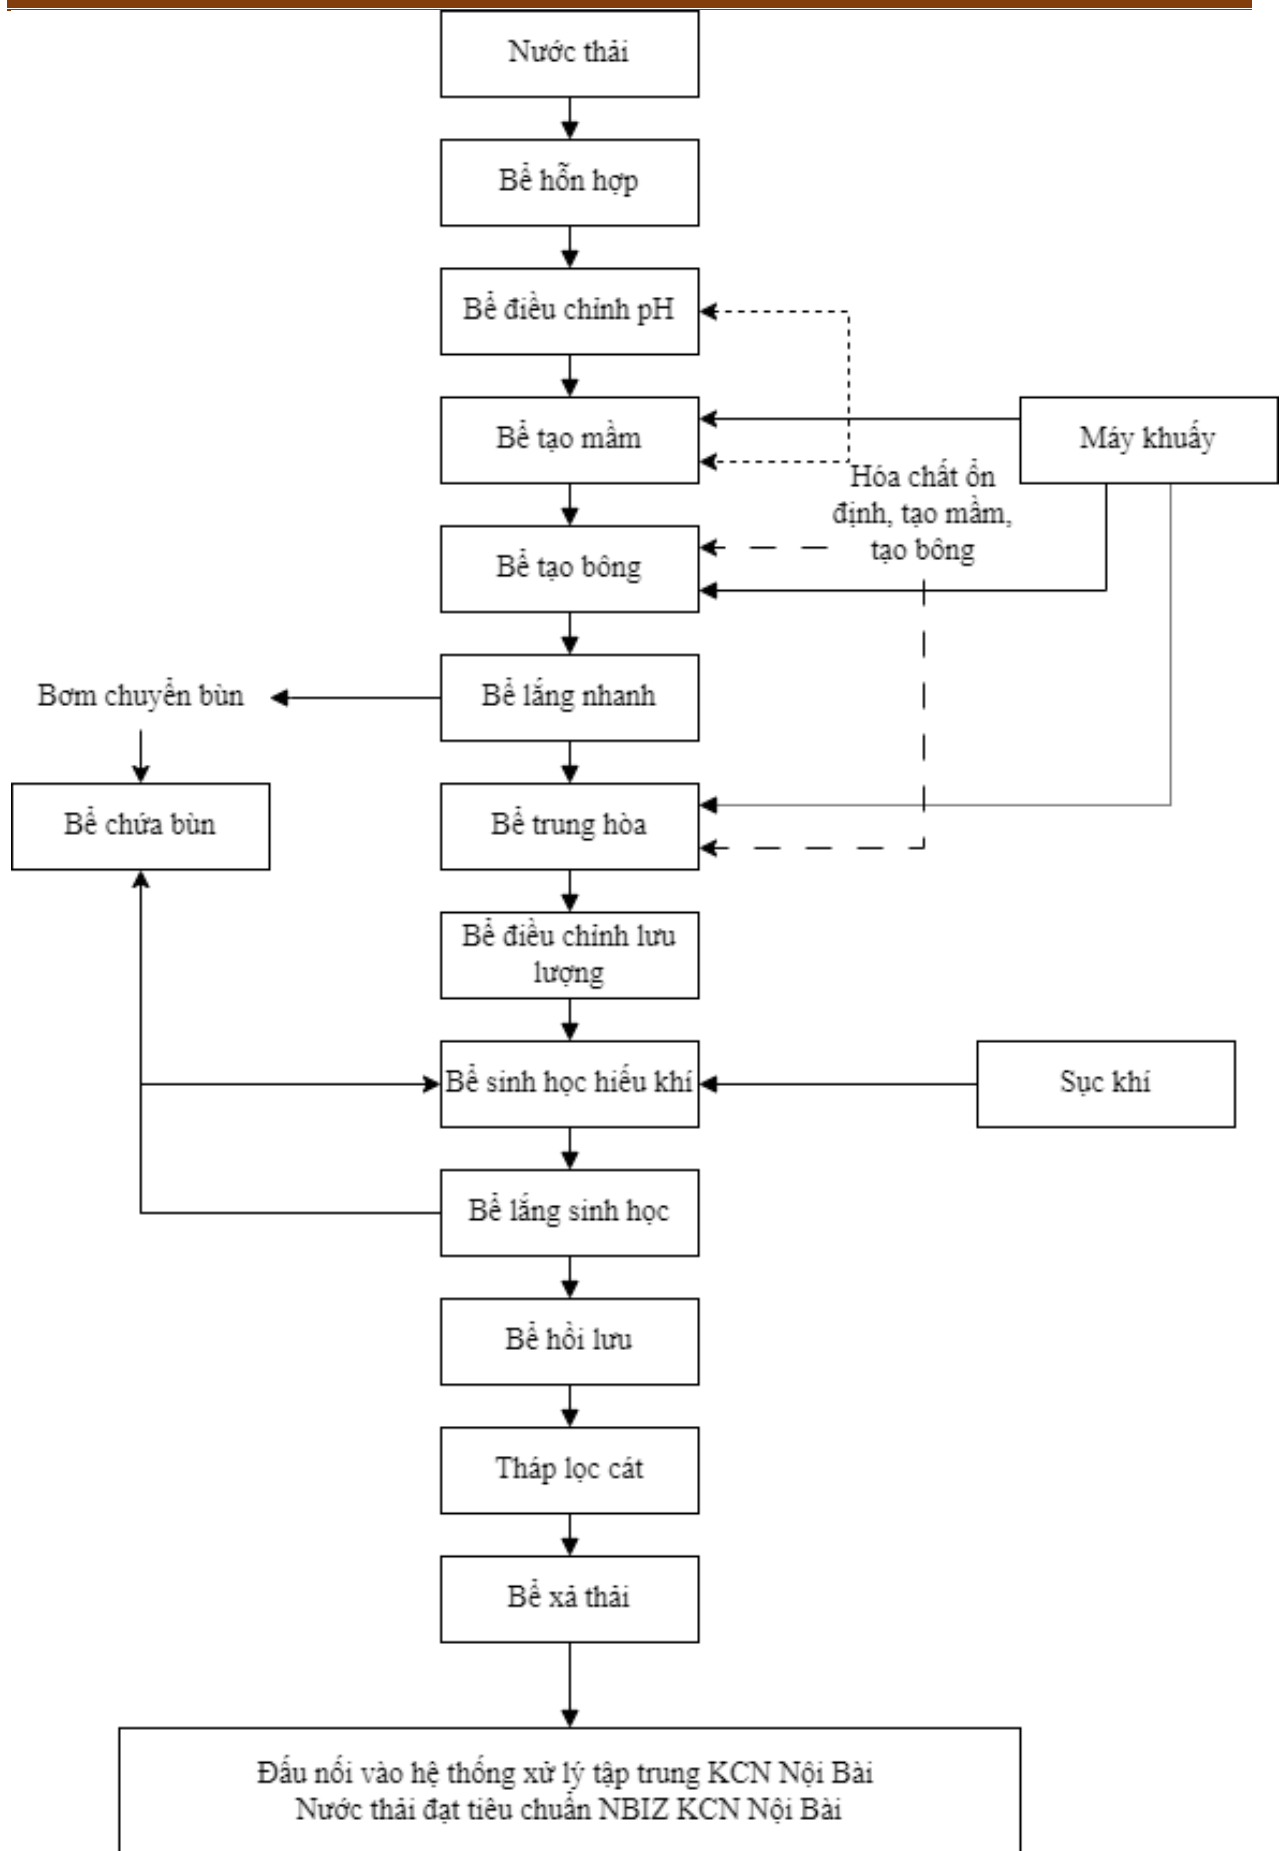 Nước thải
Bể hỗn hợp
Bể điều chỉnh pH
Bể tạo mầm
Máy khuấy
Hóa chất ổn
định, tạo mầm,
tạo bông
Bể tạo bông
Bơm chuyển bùn
Bể lắng nhanh
Bể chứa bùn
Bể trung hòa
Bể điều chỉnh lưu
lượng
Bể sinh học hiếu khí
Sục khí
Bể lắng sinh học
Bể hồi lưu
Tháp lọc cát
Bể xả thải
Đấu nối vào hệ thống xử lý tập trung KCN Nội Bài
Nước thải đạt tiêu chuẩn NBIZ KCN Nội Bài